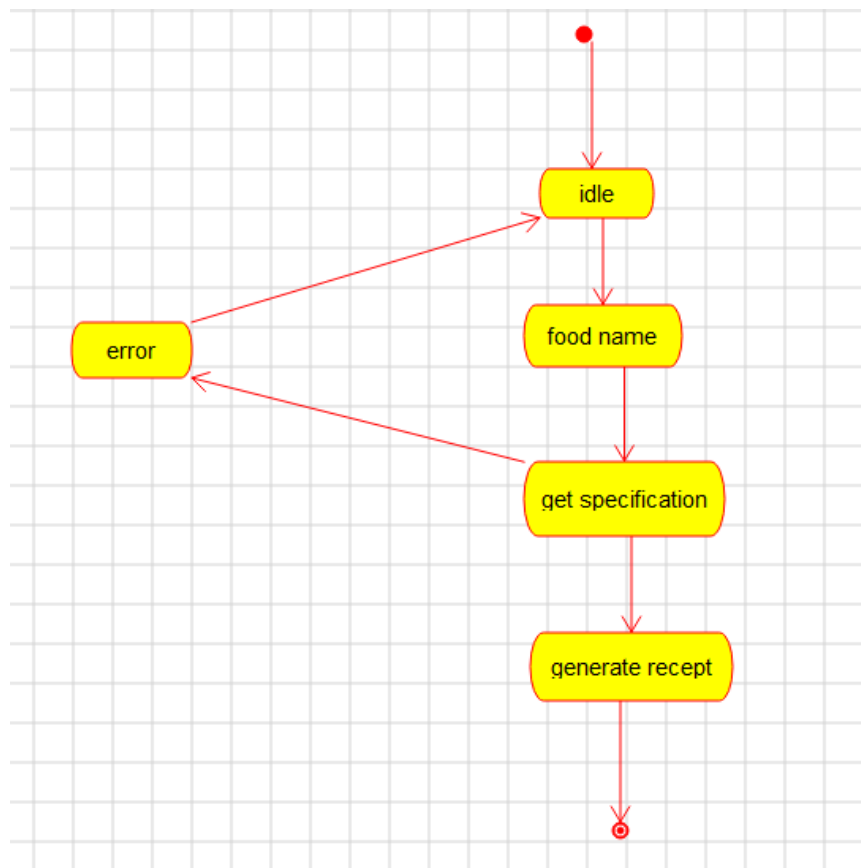 idle
food name
error
get specification
generate recept